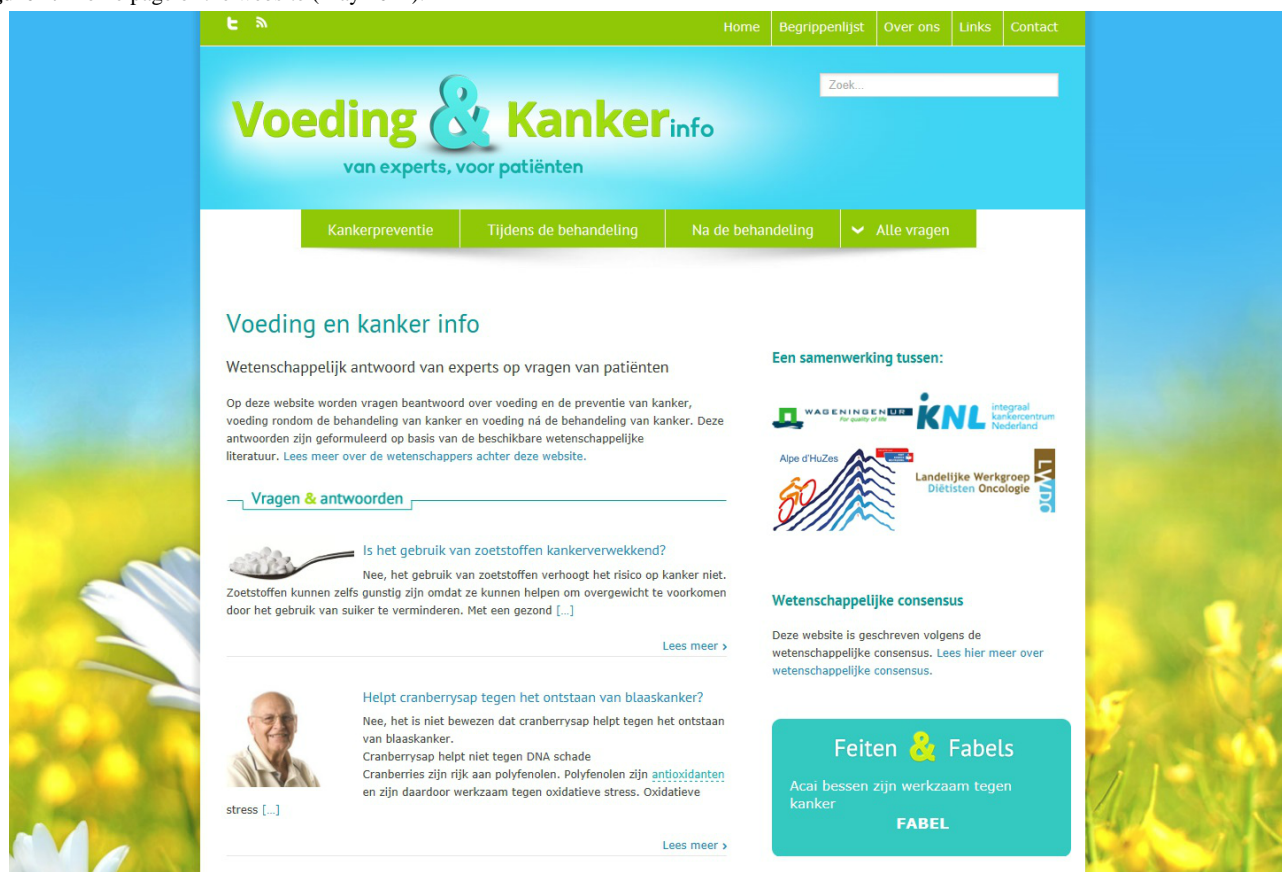 Home page of the website
Home Begrippenlijst Over ons Links Contact
Zoek...
Voeding & Kanker info
van experts, voor patiënten
Kankerpreventie Tijdens de behandeling Na de behandeling Alle vragen
Voeding en kanker info
Wetenschappelijk antwoord van experts op vragen van patiënten
Op deze website worden vragen beantwoord over voeding en de preventie van kanker,
voeding rondom de behandeling van kanker en voeding ná de behandeling van kanker. Deze
antwoorden zijn geformuleerd op basis van de beschikbare wetenschappelijke
literatuur. Lees meer over de wetenschappers achter deze website.
Vragen & antwoorden
Is het gebruik van zoetstoffen kankerverwekkend?
Nee, het gebruik van zoetstoffen verhoogt het risico op kanker niet.
Zoetstoffen kunnen zelfs gunstig zijn omdat ze kunnen helpen om overgewicht te voorkomen
door het gebruik van suiker te verminderen. Met een gezond [...]
Lees meer ›
Helpt cranberrysap tegen het ontstaan van blaaskanker?
Nee, het is niet bewezen dat cranberrysap helpt tegen het ontstaan
van blaaskanker.
Cranberrysap helpt niet tegen DNA schade
Cranberries zijn rijk aan polyfenolen. Polyfenolen zijn antioxidanten
en zijn daardoor werkzaam tegen oxidatieve stress. Oxidatieve
stress [...]
Lees meer ›
Een samenwerking tussen:
WAGENINGEN UR
For quality of life
iKNL integraal
kankercentrum
Nederland
Alpe d'HuZes
Landelijke Werkgroep
Diëtisten Oncologie
LWDO
Wetenschappelijke consensus
Deze website is geschreven volgens de
wetenschappelijke consensus. Lees hier meer over
wetenschappelijke consensus.
Feiten & Fabels
Acai bessen zijn werkzaam tegen
kanker
FABEL